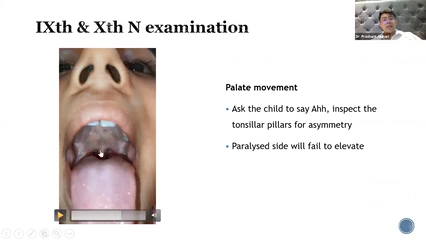 IXth & Xth N examination
Palate movement
Ask the child to say Ahh, inspect the
tonsillar pillars for asymmetry
Paralysed side will fail to elevate